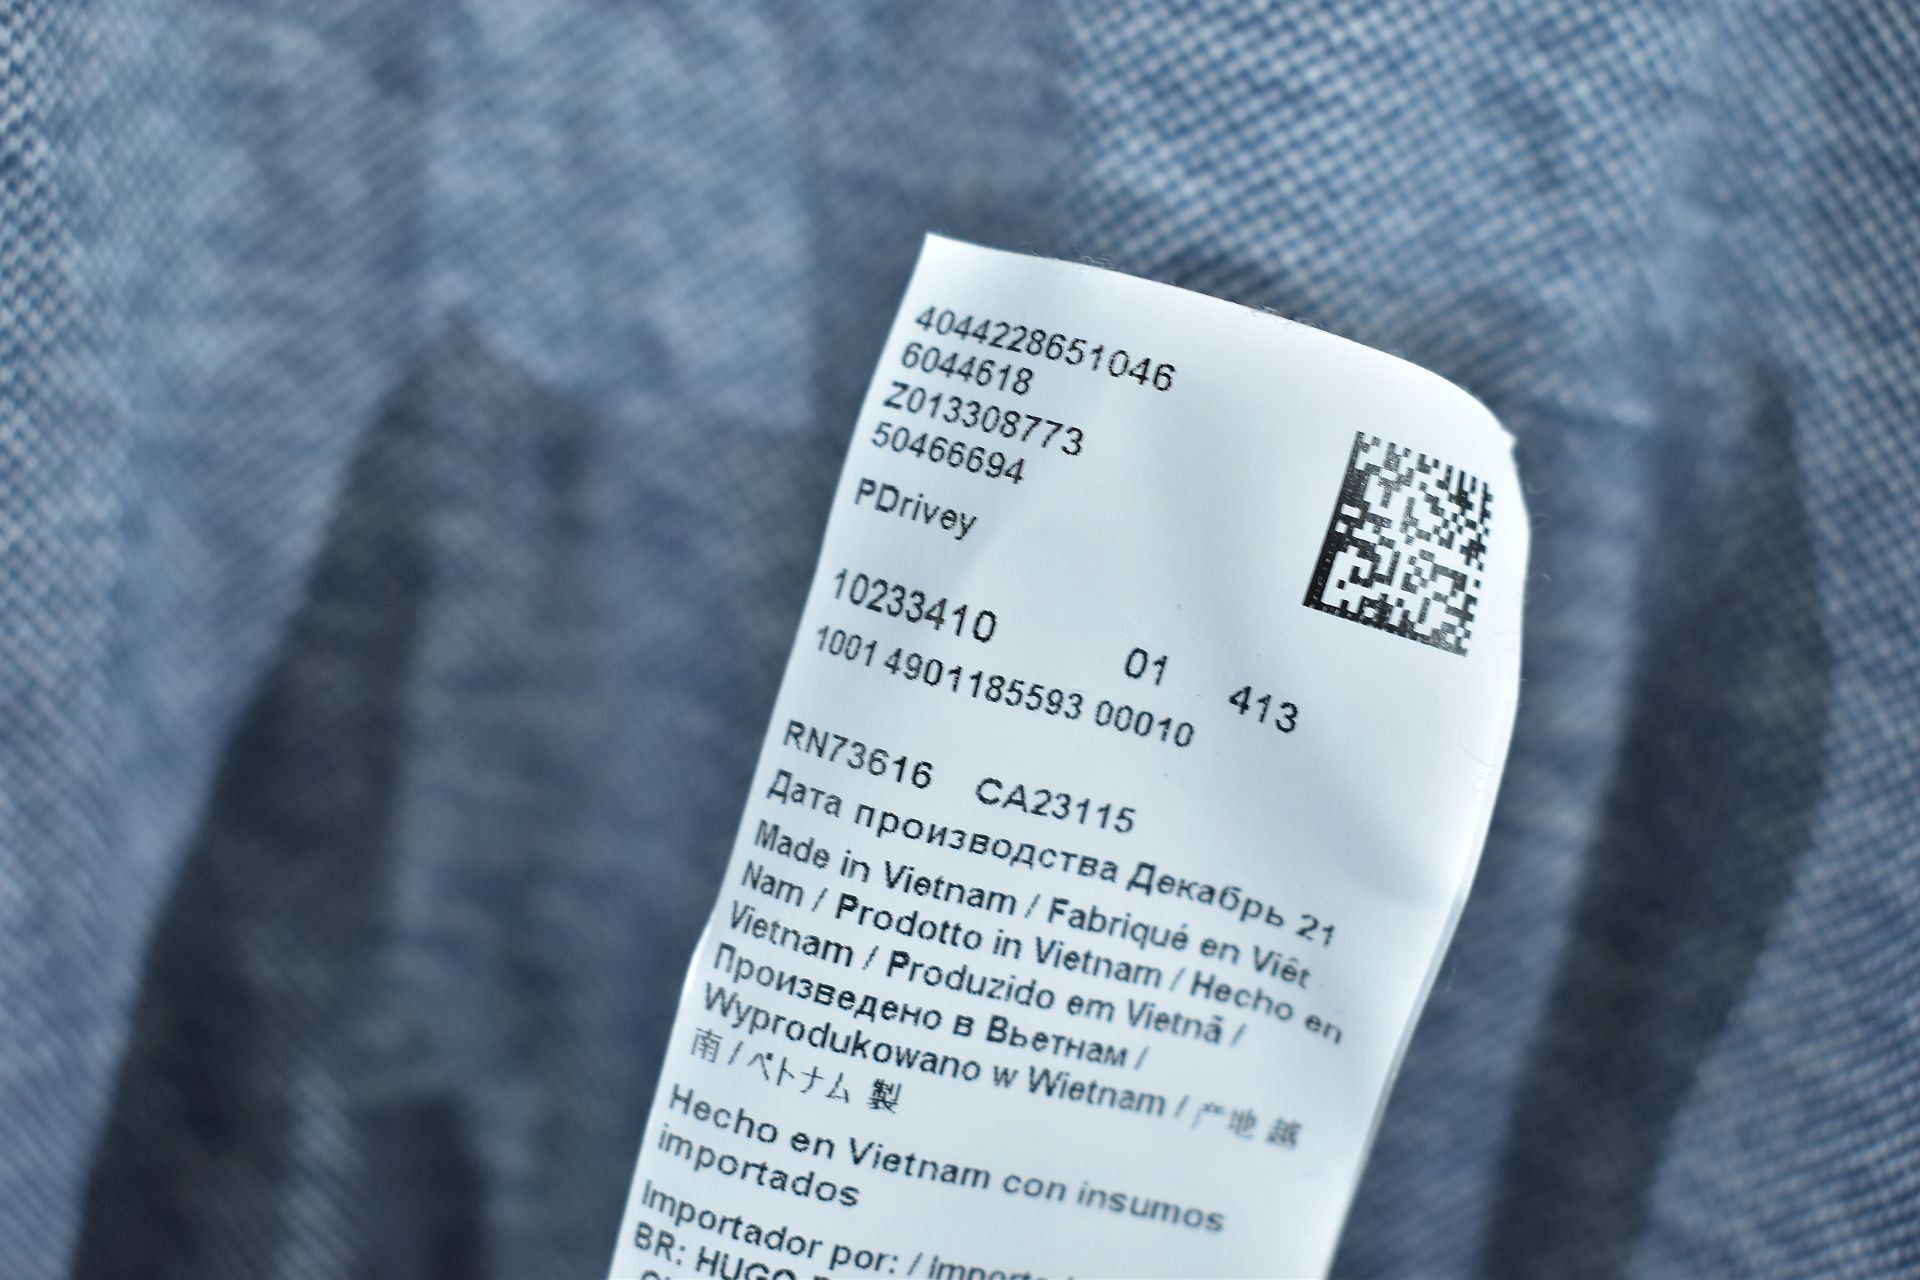 4044228651046
6044618
Z013308773
50466694
PDrivey
10233410 01 413
1001 4901185593 00010
RN73616 CA23115
Дата производства Декабрь 21
Made in Vietnam / Fabriqué en Viêt
Nam / Prodotto in Vietnam / Hecho en
Vietnam / Produzido em Vietnã /
Произведено в Вьетнам /
Wyprodukowano w Wietnam / 产地 越
南 / ベトナム 製
Hecho en Vietnam con insumos
importados
Importador por: /
BR: HUGO